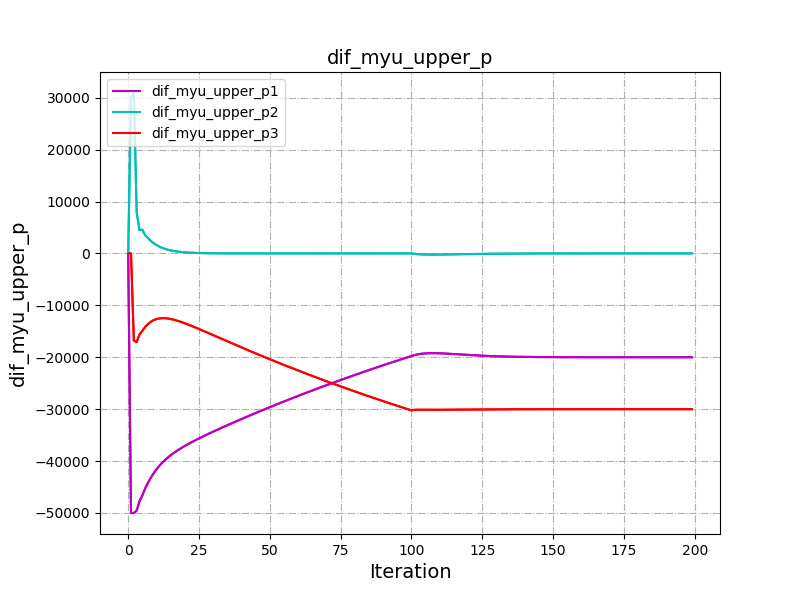 dif_myu_upper_p
dif_myu_upper_p1
dif_myu_upper_p2
dif_myu_upper_p3
dif_myu_upper_p
30000
20000
10000
0
−10000
−20000
−30000
−40000
−50000
0 25 50 75 100 125 150 175 200
Iteration